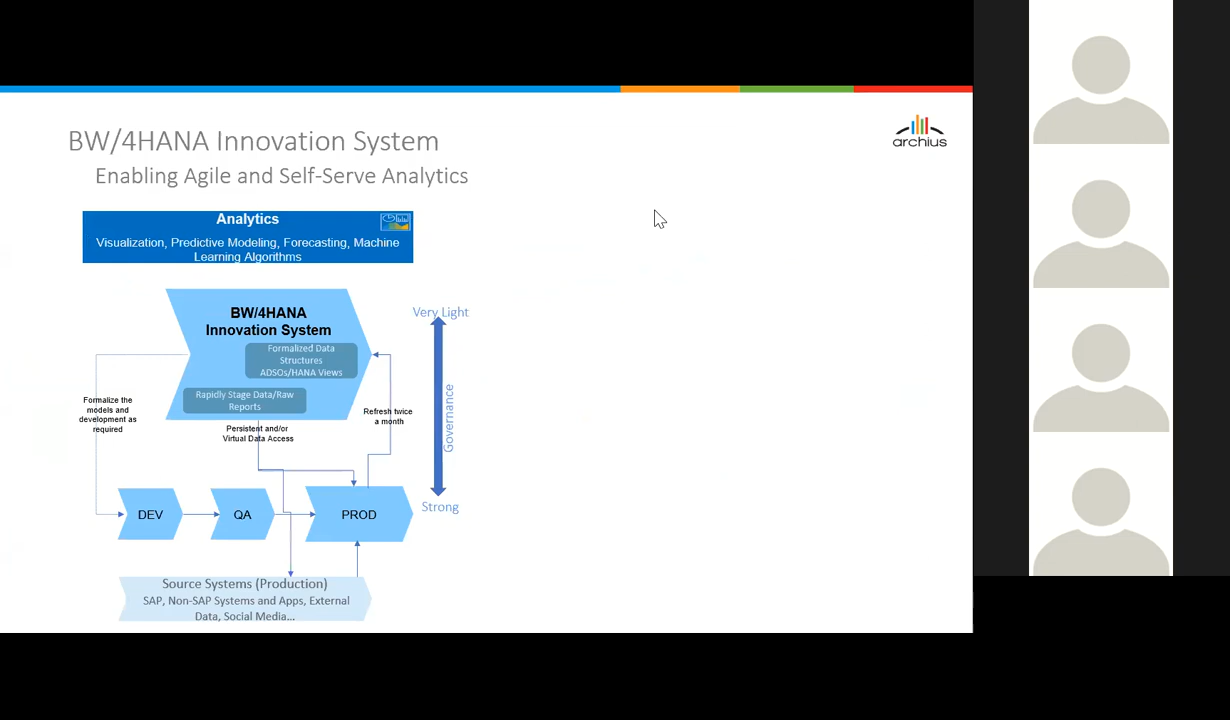 BW/4HANA Innovation System
Enabling Agile and Self-Serve Analytics
archius
Analytics
Visualization, Predictive Modeling, Forecasting, Machine
Learning Algorithms
BW/4HANA
Innovation System
Formalized Data
Structures
ADSOs/HANA Views
Rapidly Stage Data/Raw
Reports
Very Light
Governance
Strong
Formalize the
models and
development as
required
Persistent and/or
Virtual Data Access
Refresh twice
a month
DEV
QA
PROD
Source Systems (Production)
SAP, Non-SAP Systems and Apps, External
Data, Social Media...